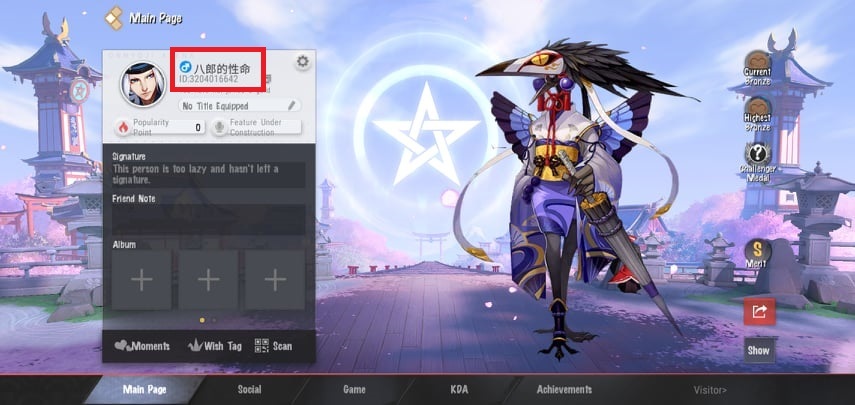 Main Page
八郎的性命
ID:3204016642
No Title Equipped
Popularity
Point
0
Feature Under
Construction
Signature
This person is too lazy and hasn't left a
signature.
Friend Note
Album
Moments
Wish Tag
Scan
Current
Bronze
Highest
Bronze
Challenger
Medal
S
Merit
Show
Main Page
Social
Game
KDA
Achievements
Visitor>